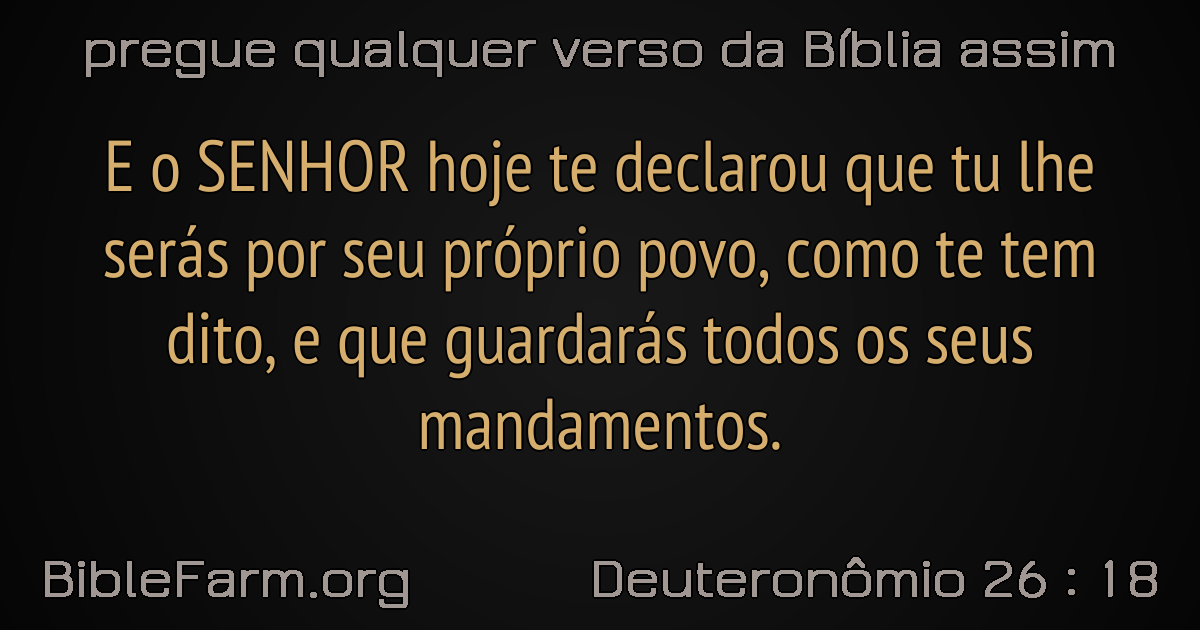 pregue qualquer verso da Bíblia assim
E o SENHOR hoje te declarou que tu lhe
serás por seu próprio povo, como te tem
dito, e que guardarás todos os seus
mandamentos.
BibleFarm.org
Deuteronômio 26 : 18